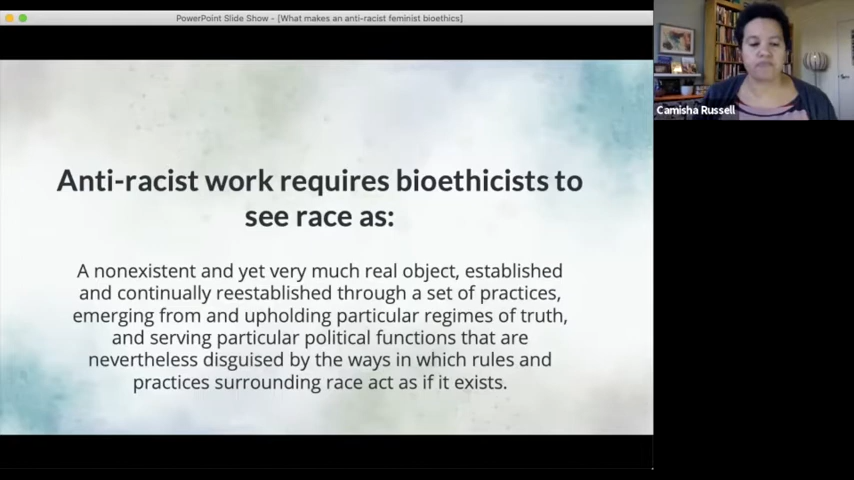 PowerPoint Slide Show - [What makes an anti-racist feminist bioethics]
Camisha Russell
Anti-racist work requires bioethicists to
see race as:
A nonexistent and yet very much real object, established
and continually reestablished through a set of practices,
emerging from and upholding particular regimes of truth,
and serving particular political functions that are
nevertheless disguised by the ways in which rules and
practices surrounding race act as if it exists.